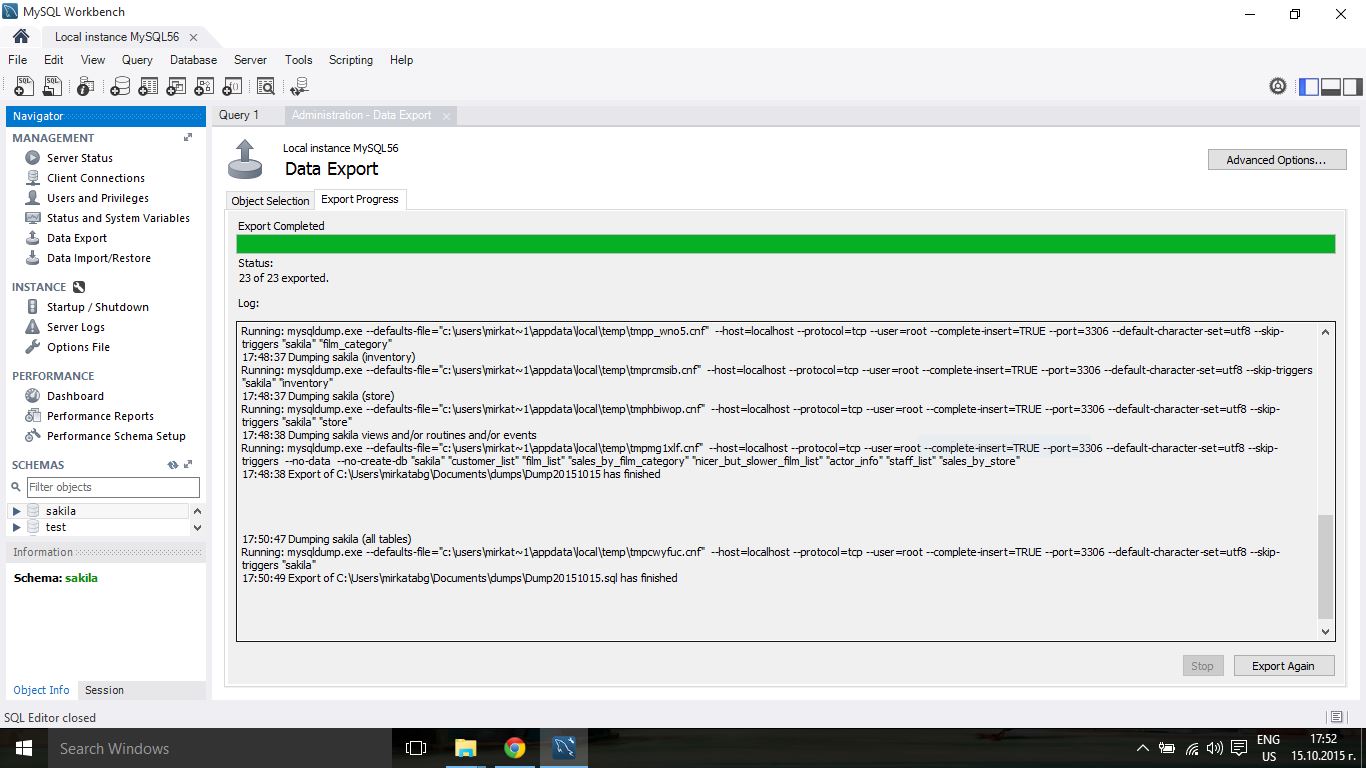 MySQL Workbench
Local instance MySQL56
File Edit View Query Database Server Tools Scripting Help
Navigator
MANAGEMENT
Server Status
Client Connections
Users and Privileges
Status and System Variables
Data Export
Data Import/Restore
INSTANCE
Startup / Shutdown
Server Logs
Options File
PERFORMANCE
Dashboard
Performance Reports
Performance Schema Setup
SCHEMAS
Filter objects
sakila
test
Information
Schema: sakila
Object Info Session
Query 1 Administration - Data Export
Local instance MySQL56
Data Export
Advanced Options...
Object Selection Export Progress
Export Completed
Status:
23 of 23 exported.
Log:
Running: mysqldump.exe --defaults-file="c:\users\mirkat~1\appdata\local\temp\tmpp_wno5.cnf" --host=localhost --protocol=tcp --user=root --complete-insert=TRUE --port=3306 --default-character-set=utf8 --skip-
triggers "sakila" "film_category"
17:48:37 Dumping sakila (inventory)
Running: mysqldump.exe --defaults-file="c:\users\mirkat~1\appdata\local\temp\tmprcmsib.cnf" --host=localhost --protocol=tcp --user=root --complete-insert=TRUE --port=3306 --default-character-set=utf8 --skip-triggers
"sakila" "inventory"
17:48:37 Dumping sakila (store)
Running: mysqldump.exe --defaults-file="c:\users\mirkat~1\appdata\local\temp\tmphbiwop.cnf" --host=localhost --protocol=tcp --user=root --complete-insert=TRUE --port=3306 --default-character-set=utf8 --skip-
triggers "sakila" "store"
17:48:38 Dumping sakila views and/or routines and/or events
Running: mysqldump.exe --defaults-file="c:\users\mirkat~1\appdata\local\temp\tmpmg1xlf.cnf" --host=localhost --protocol=tcp --user=root --complete-insert=TRUE --port=3306 --default-character-set=utf8 --skip-
triggers --no-data --no-create-db "sakila" "customer_list" "film_list" "sales_by_film_category" "nicer_but_slower_film_list" "actor_info" "staff_list" "sales_by_store"
17:48:38 Export of C:\Users\mirkatabg\Documents\dumps\Dump20151015 has finished
17:50:47 Dumping sakila (all tables)
Running: mysqldump.exe --defaults-file="c:\users\mirkat~1\appdata\local\temp\tmpcwyfuc.cnf" --host=localhost --protocol=tcp --user=root --complete-insert=TRUE --port=3306 --default-character-set=utf8 --skip-
triggers "sakila"
17:50:49 Export of C:\Users\mirkatabg\Documents\dumps\Dump20151015.sql has finished
Stop Export Again
SQL Editor closed
Search Windows
ENG
US
17:52
15.10.2015 г.